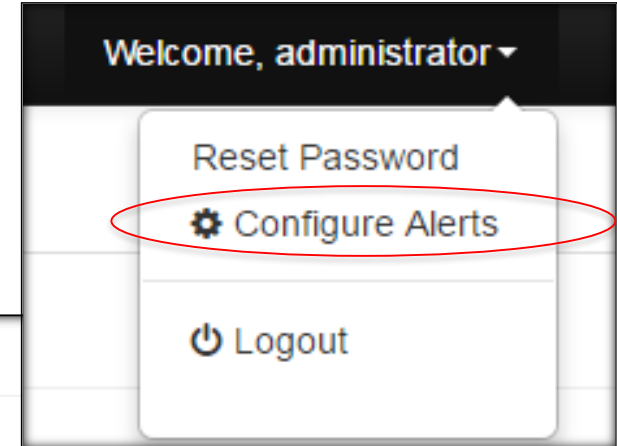 Welcome, administrator
Reset Password
Configure Alerts
Logout